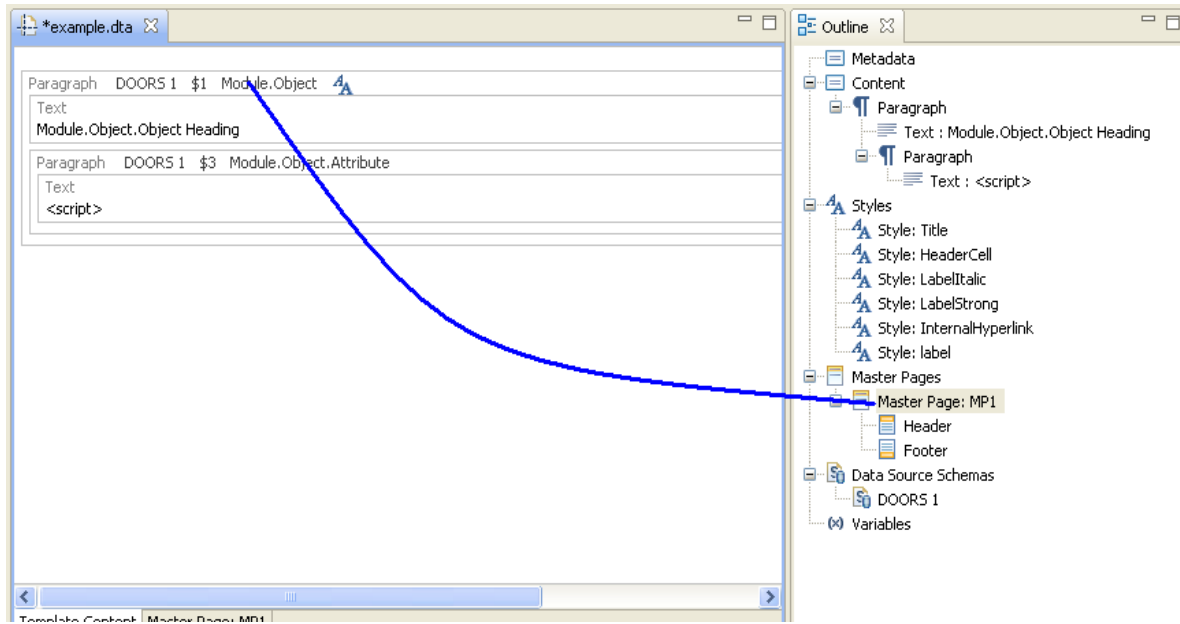 *example.dta
Paragraph DOORS 1 $1 Module.Object
Text
Module.Object.Object Heading
Paragraph DOORS 1 $3 Module.Object.Attribute
Text
<script>
Template Content Master Page: MP1
Outline
Metadata
Content
Paragraph
Text : Module.Object.Object Heading
Paragraph
Text : <script>
Styles
Style: Title
Style: HeaderCell
Style: LabelItalic
Style: LabelStrong
Style: InternalHyperlink
Style: label
Master Pages
Master Page: MP1
Header
Footer
Data Source Schemas
DOORS 1
(x) Variables